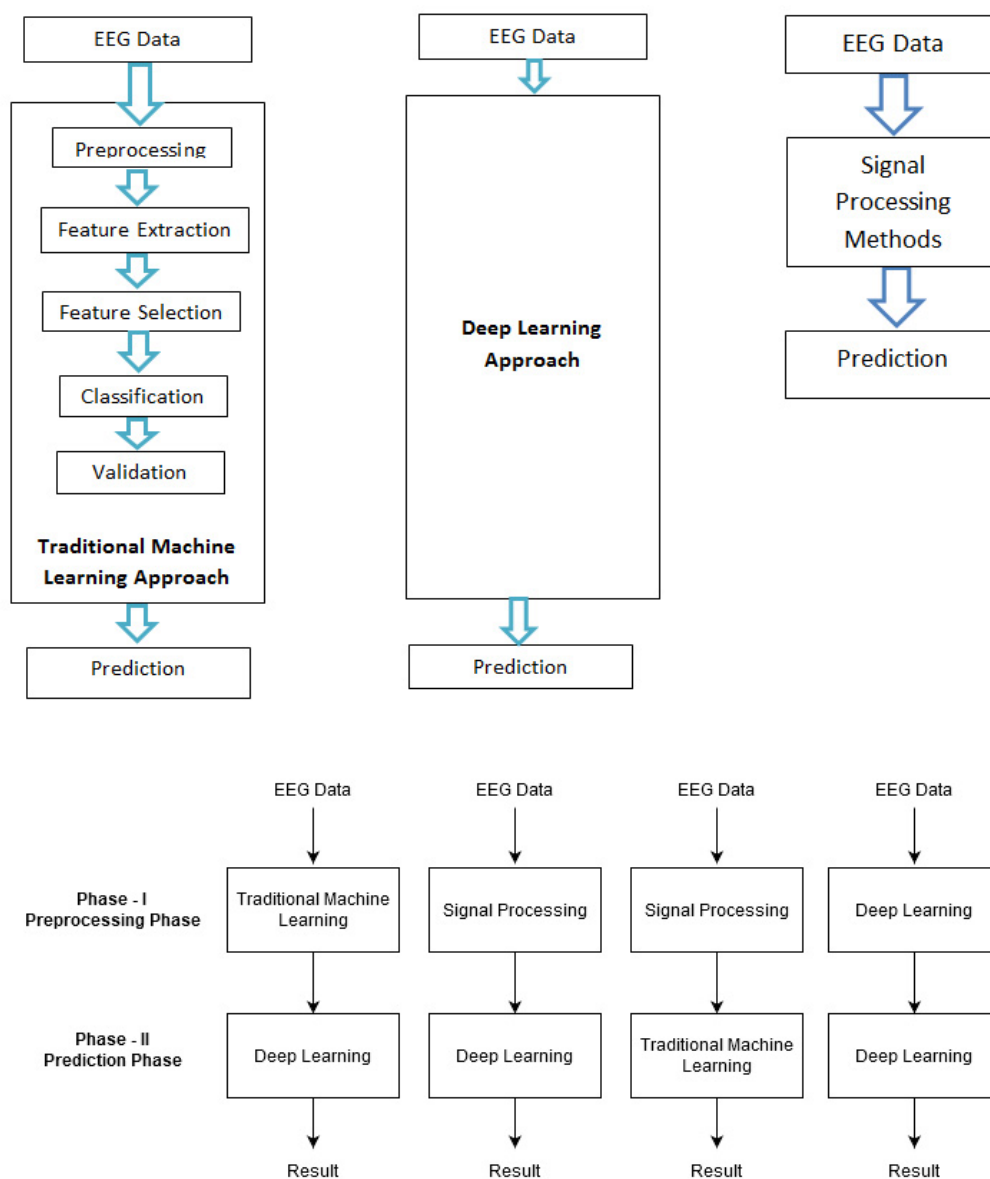 EEG Data
Preprocessing
Feature Extraction
Feature Selection
Classification
Validation
Traditional Machine
Learning Approach
Prediction
EEG Data
Deep Learning
Approach
Prediction
EEG Data
Signal
Processing
Methods
Prediction
EEG Data
EEG Data
EEG Data
EEG Data
Phase - I
Preprocessing Phase
Traditional Machine
Learning
Signal Processing
Signal Processing
Deep Learning
Phase - II
Prediction Phase
Deep Learning
Deep Learning
Traditional Machine
Learning
Deep Learning
Result
Result
Result
Result